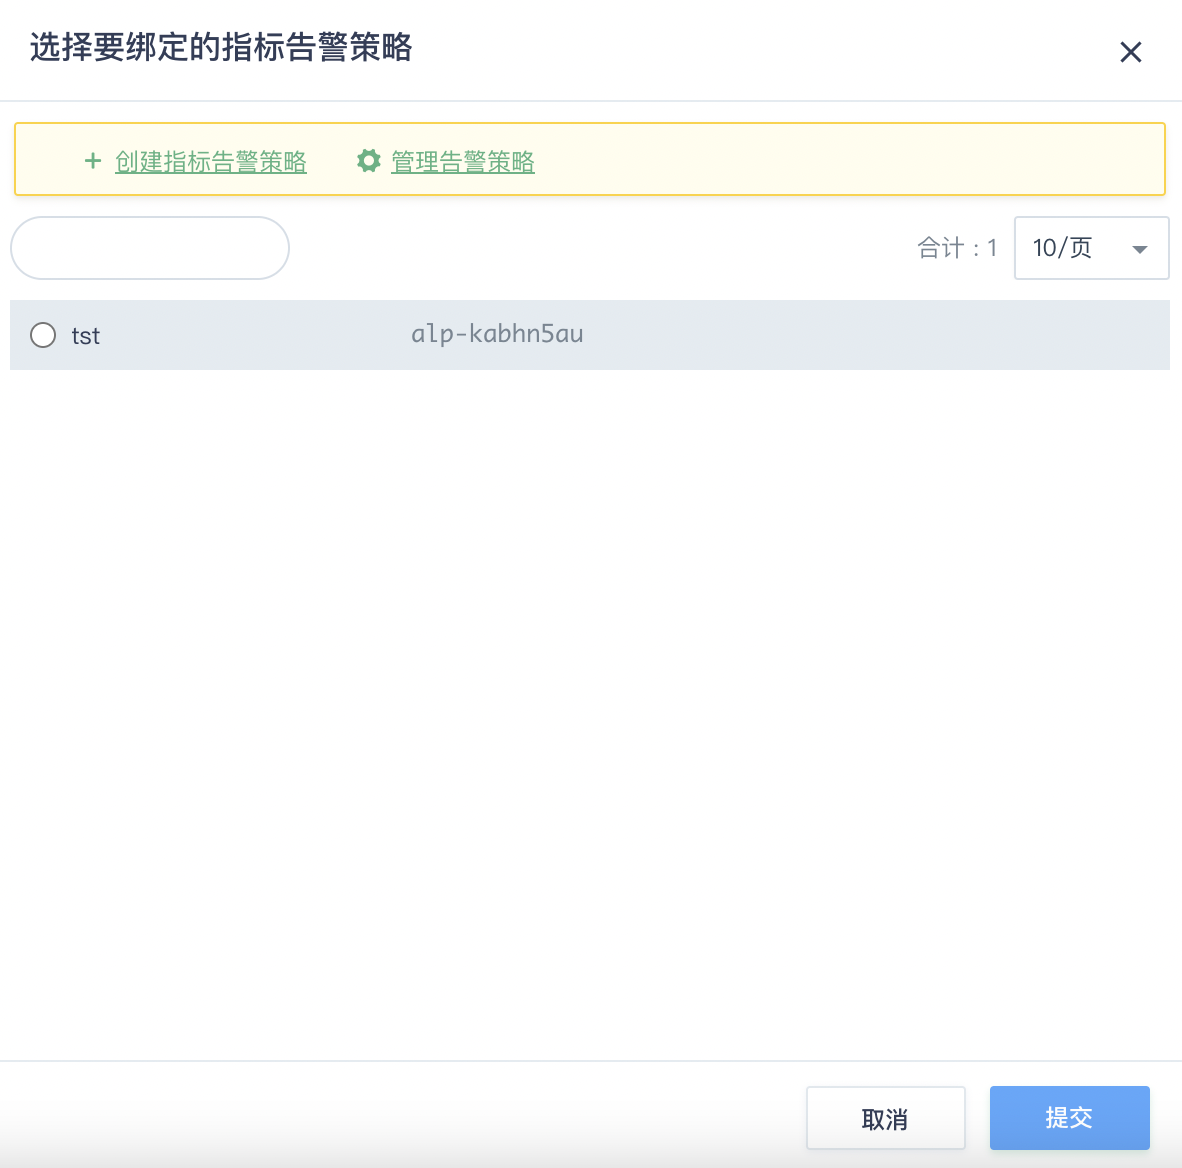 选择要绑定的指标告警策略
+ 创建指标告警策略 管理告警策略
合计：1 10/页
tst alp-kabhn5au
取消 提交